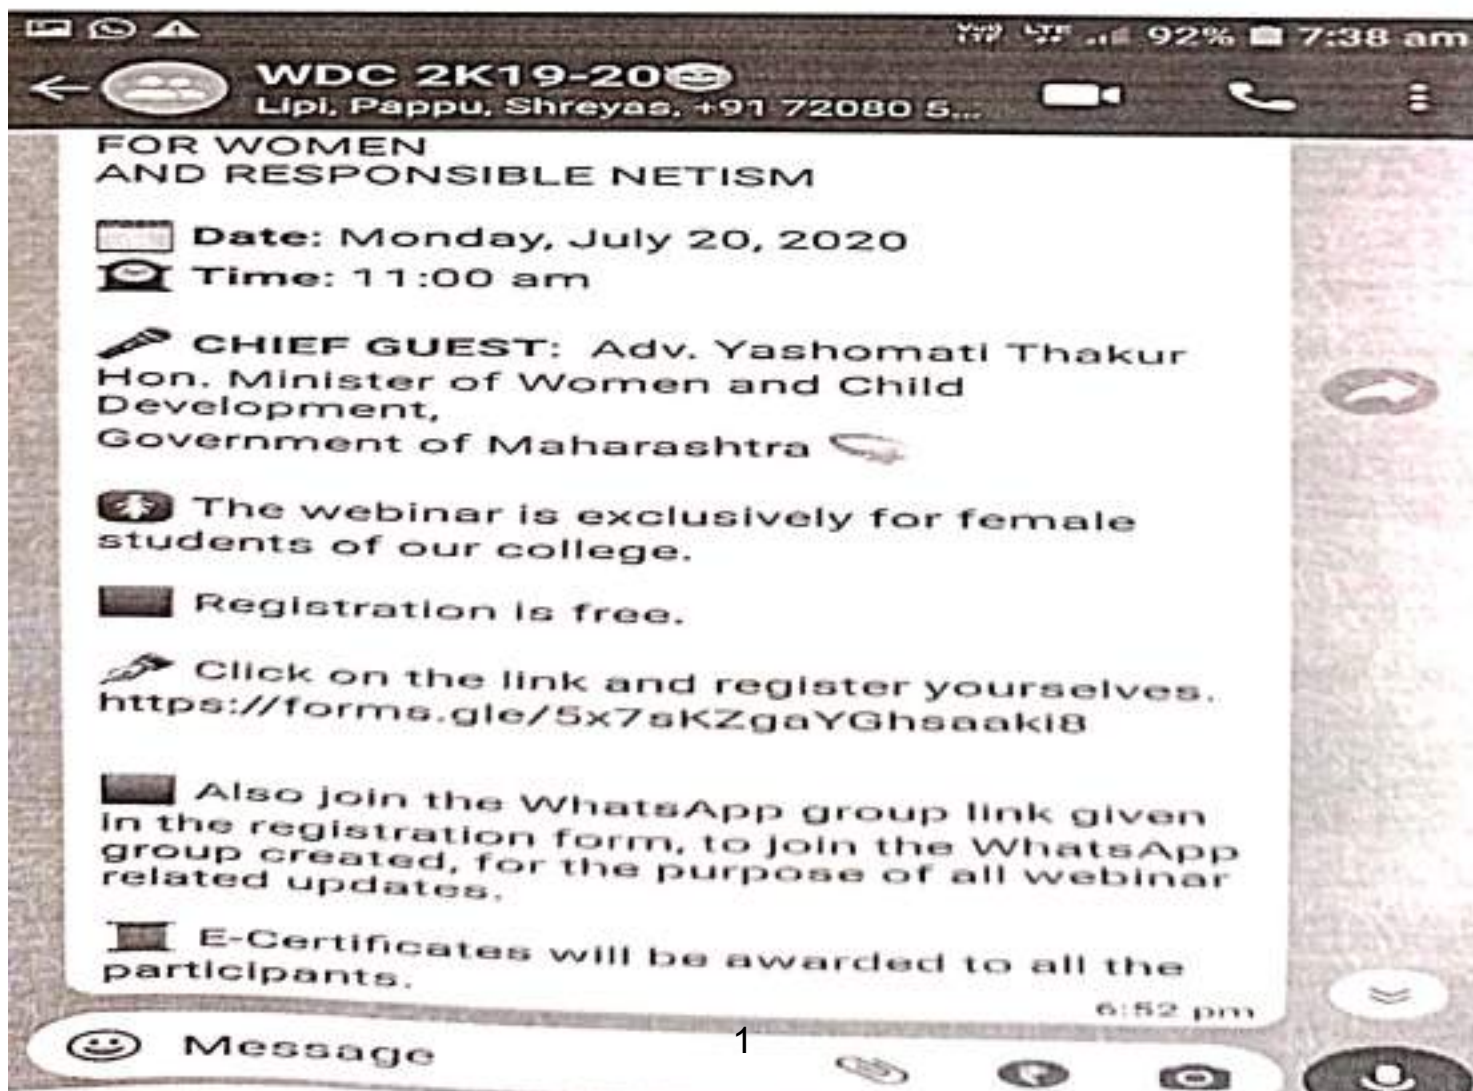 92% 7:38 am
WDC 2K19-20
Lipi, Pappu, Shreyas, +91 72080 5...
FOR WOMEN
AND RESPONSIBLE NETISM
Date: Monday, July 20, 2020
Time: 11:00 am
CHIEF GUEST: Adv. Yashomati Thakur
Hon. Minister of Women and Child
Development,
Government of Maharashtra
The webinar is exclusively for female
students of our college.
Registration is free.
Click on the link and register yourselves.
https://forms.gle/5x7sKZgaYGhsaaki8
Also join the WhatsApp group link given
in the registration form, to join the WhatsApp
group created, for the purpose of all webinar
related updates.
E-Certificates will be awarded to all the
participants.
6:52 pm
Message
1